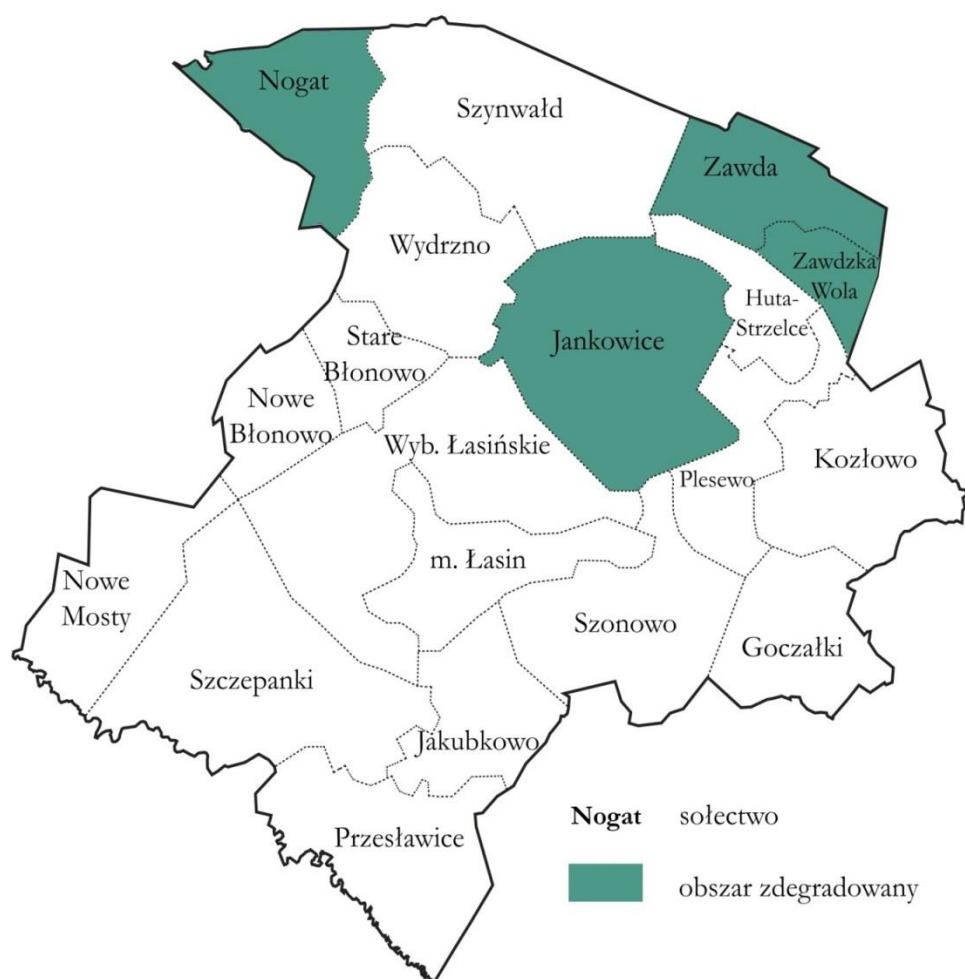 Nogat
Szynwałd
Zawda
Wydrzno
Zawdzka
Wola
Huta-
Strzelce
Jankowice
Stare
Błonowo
Nowe
Błonowo
Wyb. Łasińskie
Kozłowo
Plesewo
m. Łasin
Nowe
Mosty
Szonowo
Goczałki
Szczepanki
Jakubkowo
Przesławice
Nogat sołectwo
obszar zdegradowany